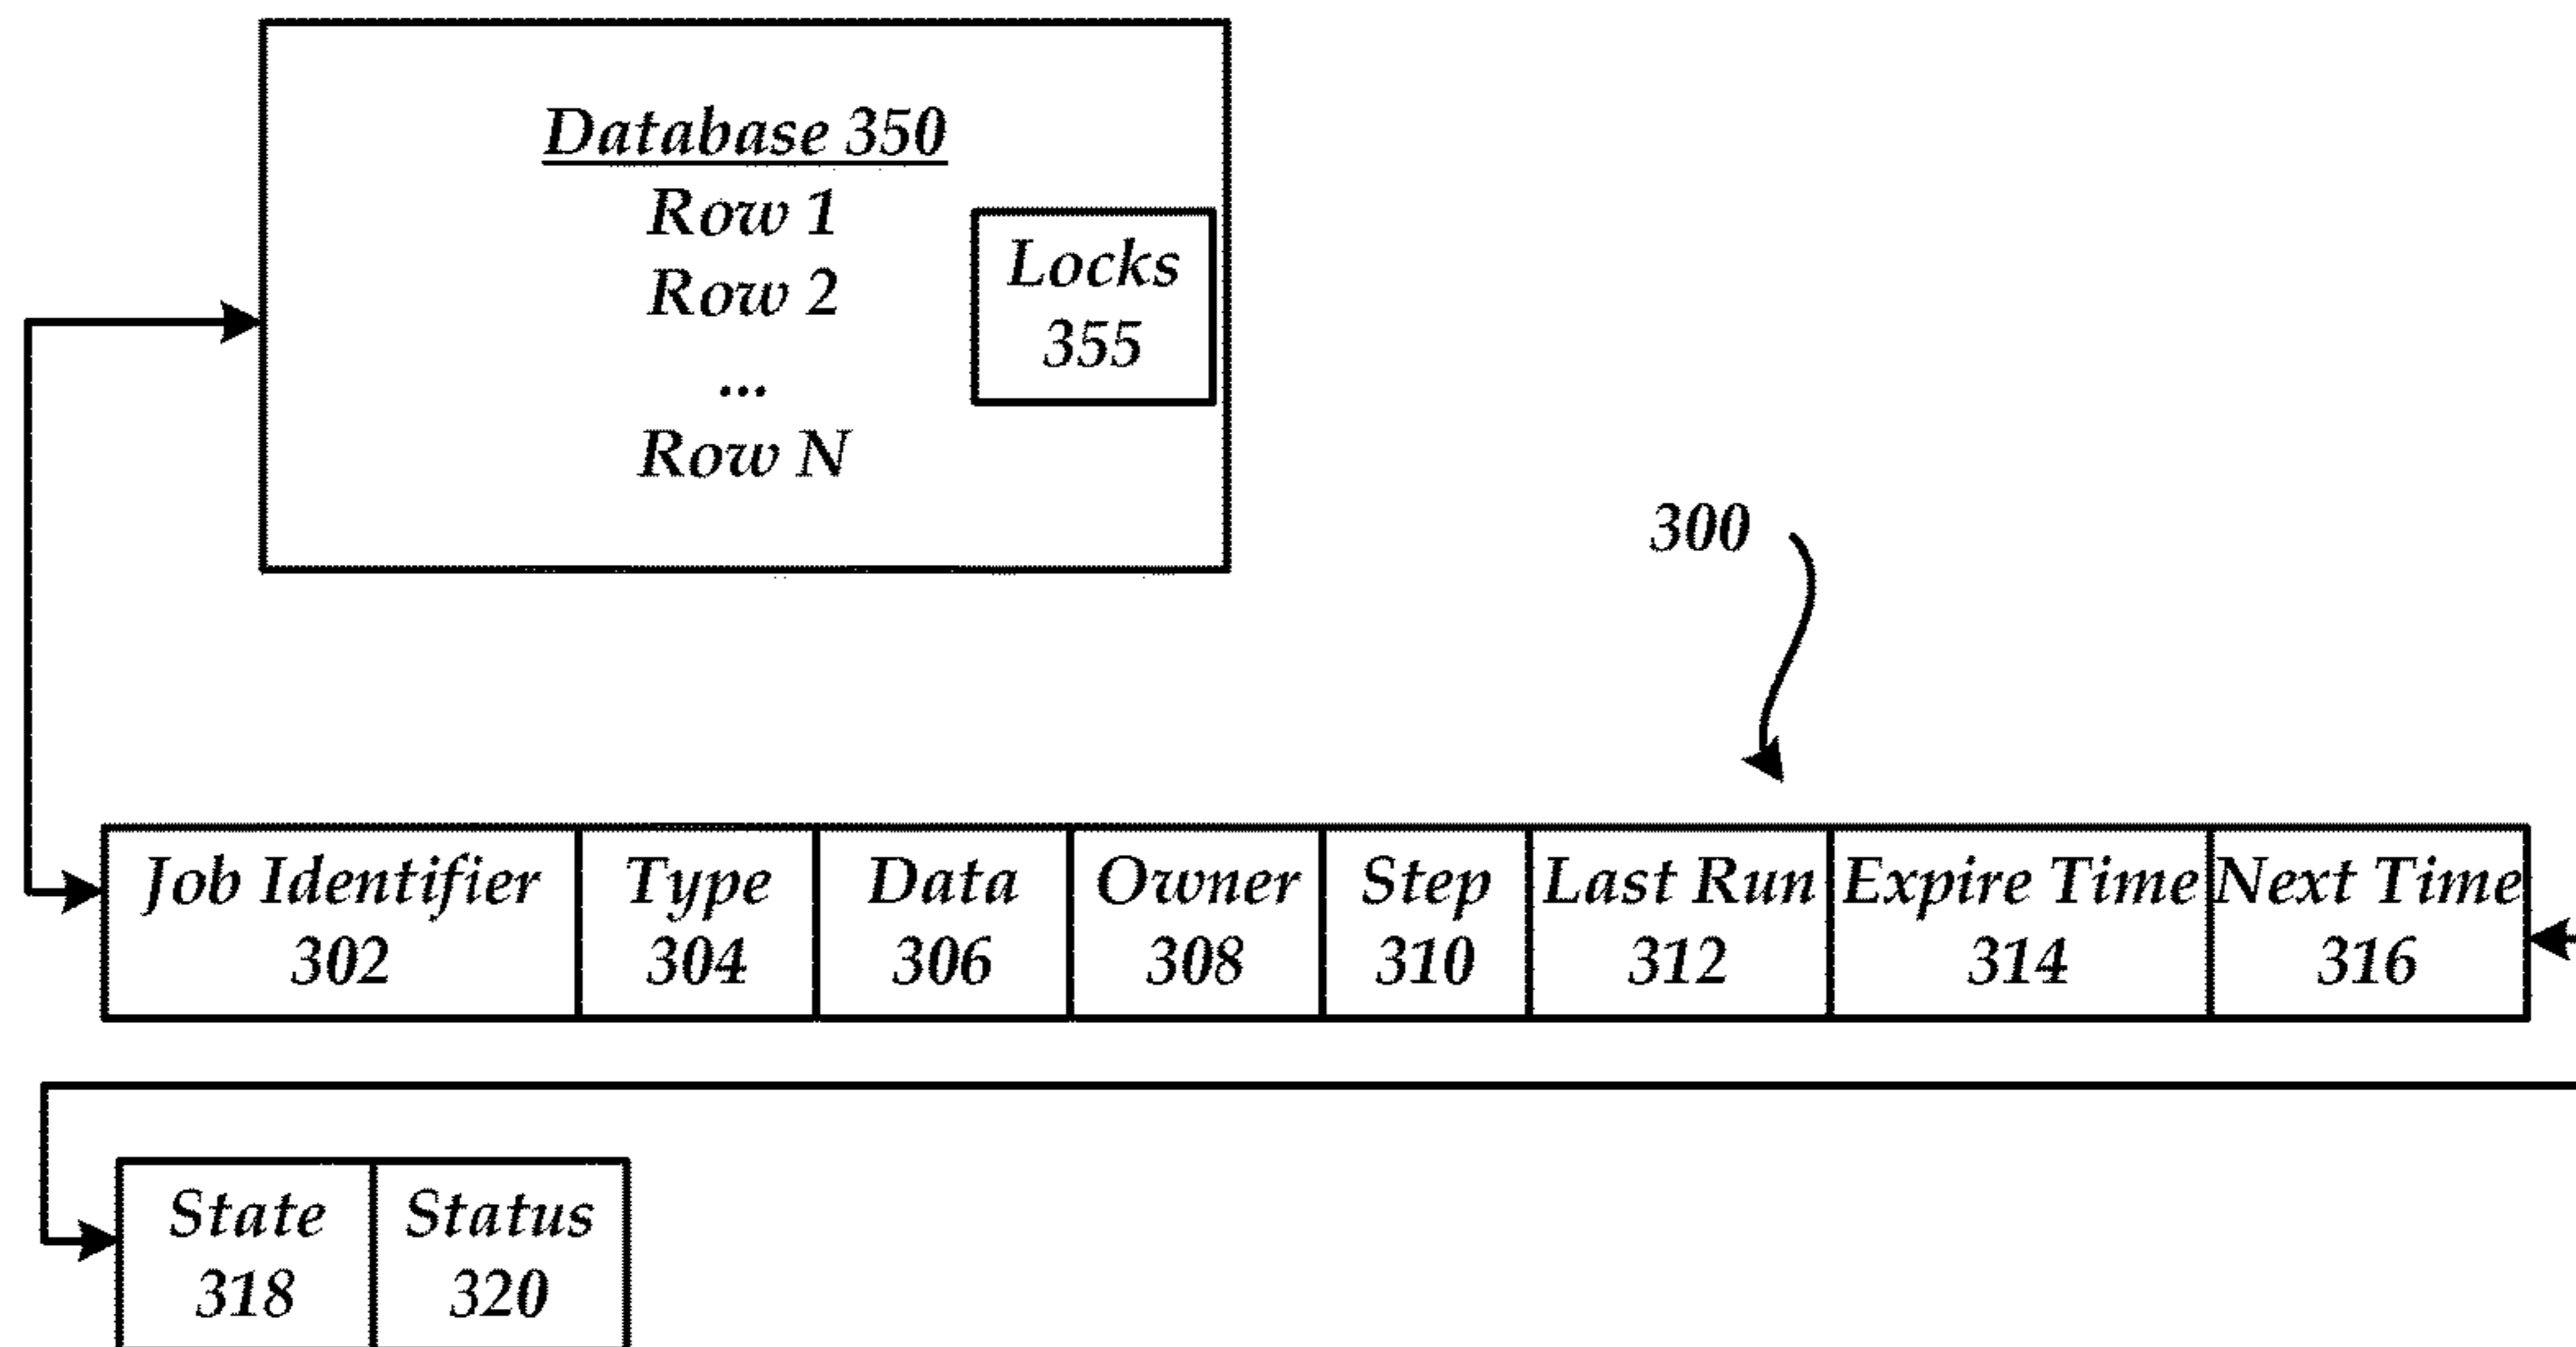 Database 350
Row 1
Row 2
...
Row N
Locks
355
300
Job Identifier
302
Type
304
Data
306
Owner
308
Step
310
Last Run
312
Expire Time
314
Next Time
316
State
318
Status
320